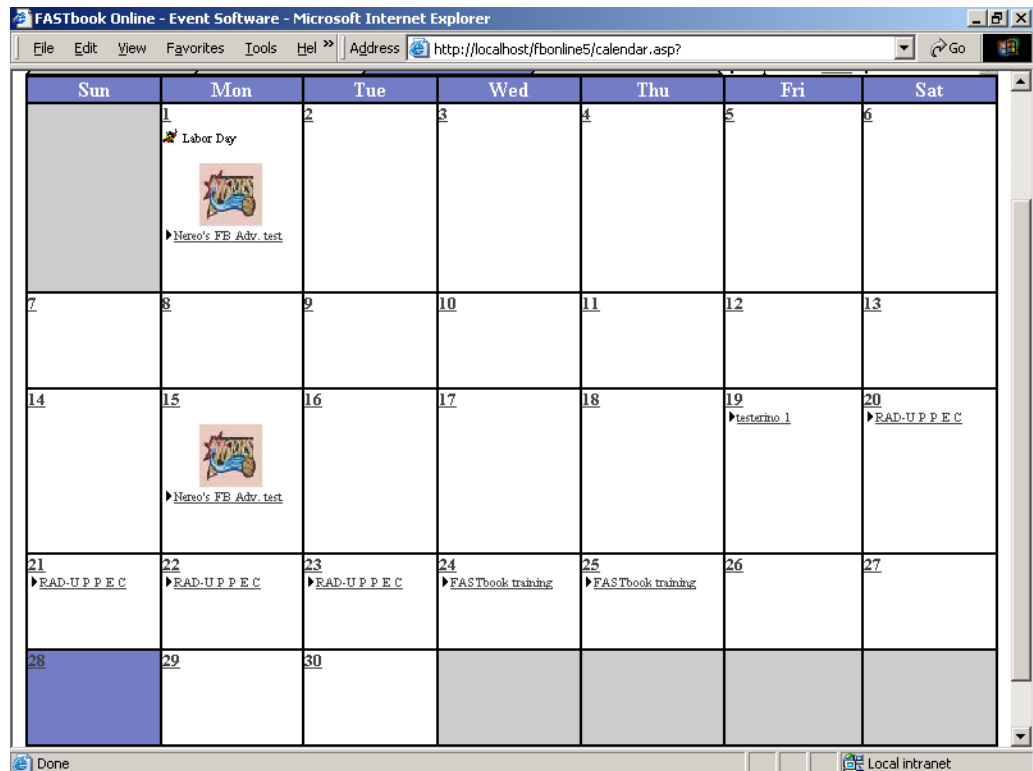 FASTbook Online - Event Software - Microsoft Internet Explorer
File Edit View Favorites Tools Hel » Address http://localhost/fbonline5/calendar.asp? Go
Sun Mon Tue Wed Thu Fri Sat
1 2 3 4 5 6
Labor Day
Nereo's FB Adv. test
7 8 9 10 11 12 13
14 15 16 17 18 19 20
testerino 1 RAD-U P P E C
Nereo's FB Adv. test
21 22 23 24 25 26 27
RAD-U P P E C RAD-U P P E C RAD-U P P E C FASTbook training FASTbook training
28 29 30
Done Local intranet